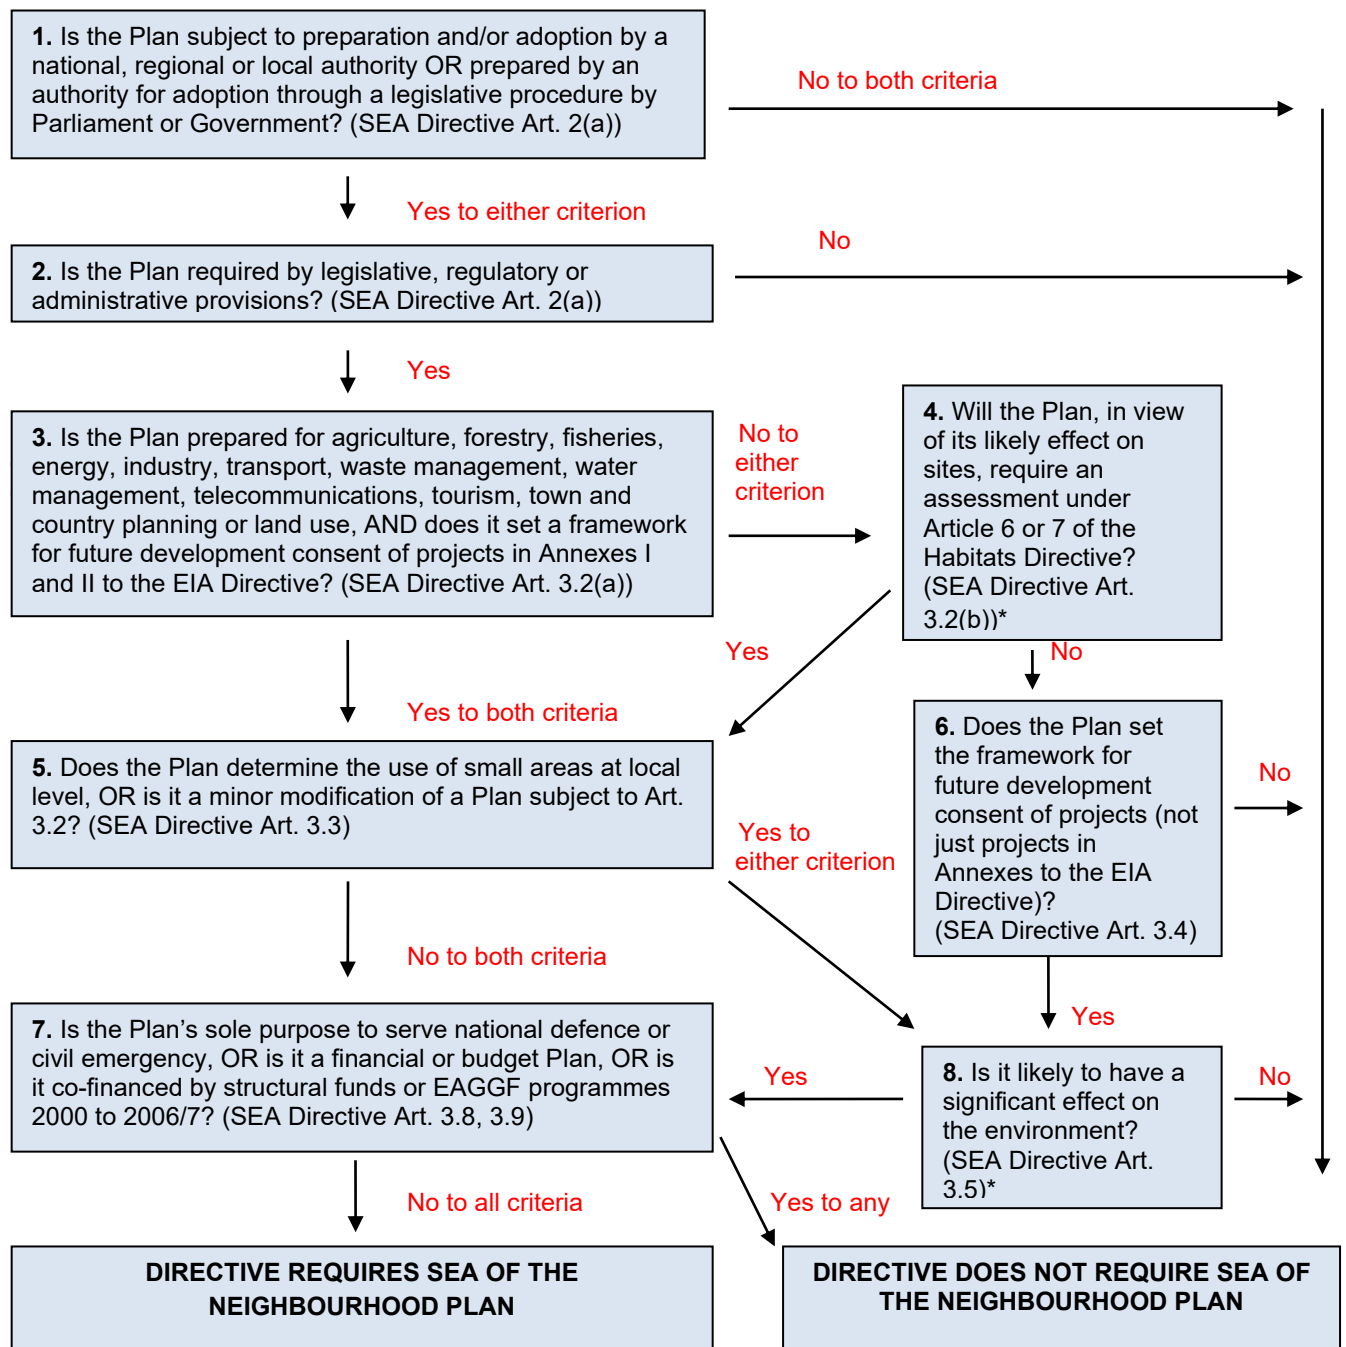 1. Is the Plan subject to preparation and/or adoption by a
national, regional or local authority OR prepared by an
authority for adoption through a legislative procedure by
Parliament or Government? (SEA Directive Art. 2(a))
No to both criteria
Yes to either criterion
2. Is the Plan required by legislative, regulatory or
administrative provisions? (SEA Directive Art. 2(a))
No
Yes
3. Is the Plan prepared for agriculture, forestry, fisheries,
energy, industry, transport, waste management, water
management, telecommunications, tourism, town and
country planning or land use, AND does it set a framework
for future development consent of projects in Annexes I
and II to the EIA Directive? (SEA Directive Art. 3.2(a))
No to
either
criterion
4. Will the Plan, in view
of its likely effect on
sites, require an
assessment under
Article 6 or 7 of the
Habitats Directive?
(SEA Directive Art.
3.2(b))*
Yes
No
Yes to both criteria
5. Does the Plan determine the use of small areas at local
level, OR is it a minor modification of a Plan subject to Art.
3.2? (SEA Directive Art. 3.3)
Yes to
either criterion
6. Does the Plan set
the framework for
future development
consent of projects (not
just projects in
Annexes to the EIA
Directive)?
(SEA Directive Art. 3.4)
No
No to both criteria
Yes
7. Is the Plan’s sole purpose to serve national defence or
civil emergency, OR is it a financial or budget Plan, OR is
it co-financed by structural funds or EAGGF programmes
2000 to 2006/7? (SEA Directive Art. 3.8, 3.9)
Yes
8. Is it likely to have a
significant effect on
the environment?
(SEA Directive Art.
3.5)*
No
No to all criteria
Yes to any
DIRECTIVE REQUIRES SEA OF THE
NEIGHBOURHOOD PLAN
DIRECTIVE DOES NOT REQUIRE SEA OF
THE NEIGHBOURHOOD PLAN